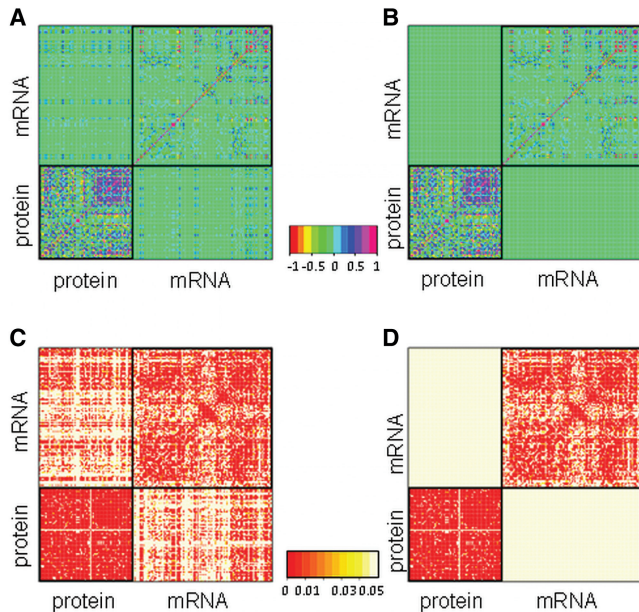 A
B
mRNA
protein
protein
mRNA
-1 -0.5 0 0.5 1
mRNA
protein
protein
mRNA
C
D
mRNA
protein
protein
mRNA
0 0.01 0.03 0.05
mRNA
protein
protein
mRNA